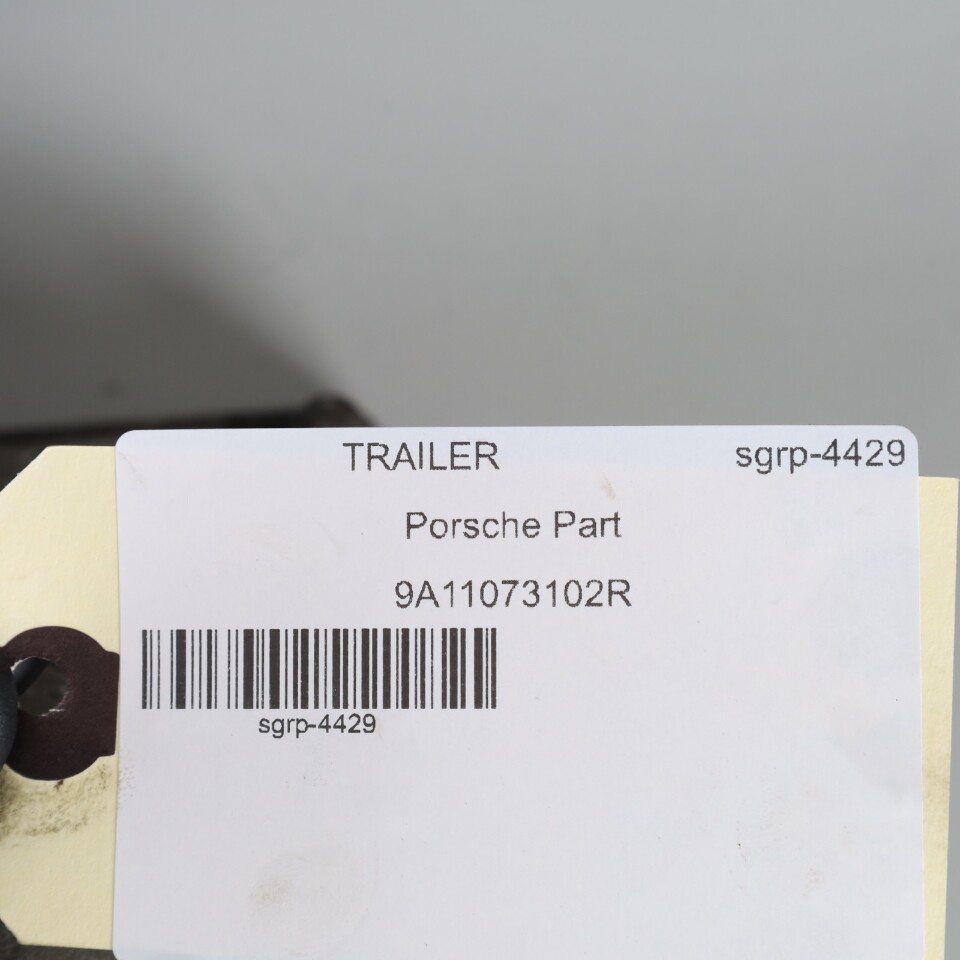 TRAILER sgrp-4429
Porsche Part
9A11073102R
sgrp-4429